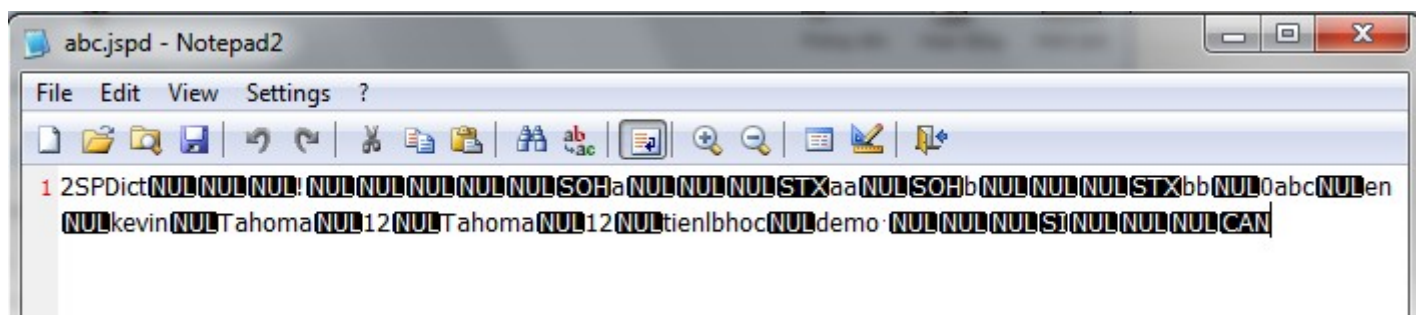 abc.jspd - Notepad2
File Edit View Settings ?
1 2SPDictNULNULNUL!NULNULNULNULNULSOHaNULNULNULSTXaaNULSOHbNULNULNULSTXbbNUL0abcNULen
NULkevinNULTahomaNUL12NULTahomaNUL12NULtienlbhocNULdemo·NULNULNULSINULNULNULCAN